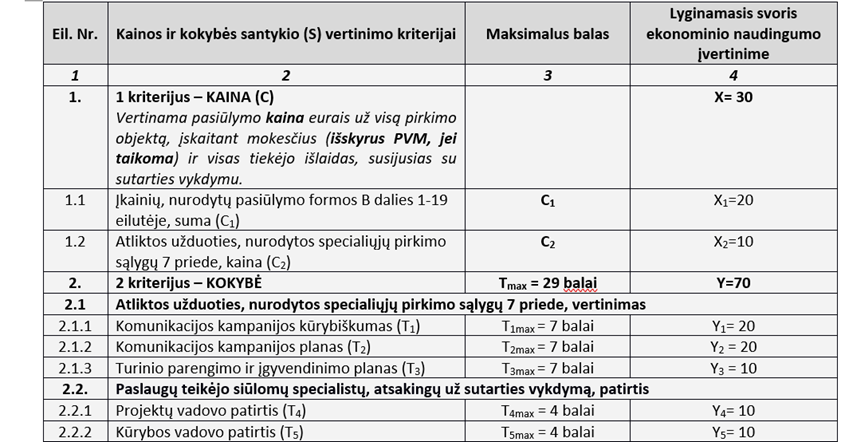 Eil. Nr. Kainos ir kokybės santykio (S) vertinimo kriterijai Maksimalus balas Lyginamasis svoris
ekonominio naudingumo
įvertinime
1 2 3 4
1. 1 kriterijus – KAINA (C) X= 30
Vertinama pasiūlymo kaina eurais už visą pirkimo
objektą, įskaitant mokesčius (išskyrus PVM, jei
taikoma) ir visas tiekėjo išlaidas, susijusias su
sutarties vykdymu.
1.1 Įkainių, nurodytų pasiūlymo formos B dalies 1-19 C₁ X₁=20
eilutėje, suma (C₁)
1.2 Atliktos užduoties, nurodytos specialiųjų pirkimo C₂ X₂=10
sąlygų 7 priede, kaina (C₂)
2. 2 kriterijus – KOKYBĖ Tmax = 29 balai Y=70
2.1 Atliktos užduoties, nurodytos specialiųjų pirkimo sąlygų 7 priede, vertinimas
2.1.1 Komunikacijos kampanijos kūrybiškumas (T₁) T1max = 7 balai Y₁= 20
2.1.2 Komunikacijos kampanijos planas (T₂) T2max = 7 balai Y₂ = 20
2.1.3 Turinio parengimo ir įgyvendinimo planas (T₃) T3max = 7 balai Y₃ = 10
2.2. Paslaugų teikėjo siūlomų specialistų, atsakingų už sutarties vykdymą, patirtis
2.2.1 Projektų vadovo patirtis (T₄) T4max = 4 balai Y₄= 10
2.2.2 Kūrybos vadovo patirtis (T₅) T5max = 4 balai Y₅= 10